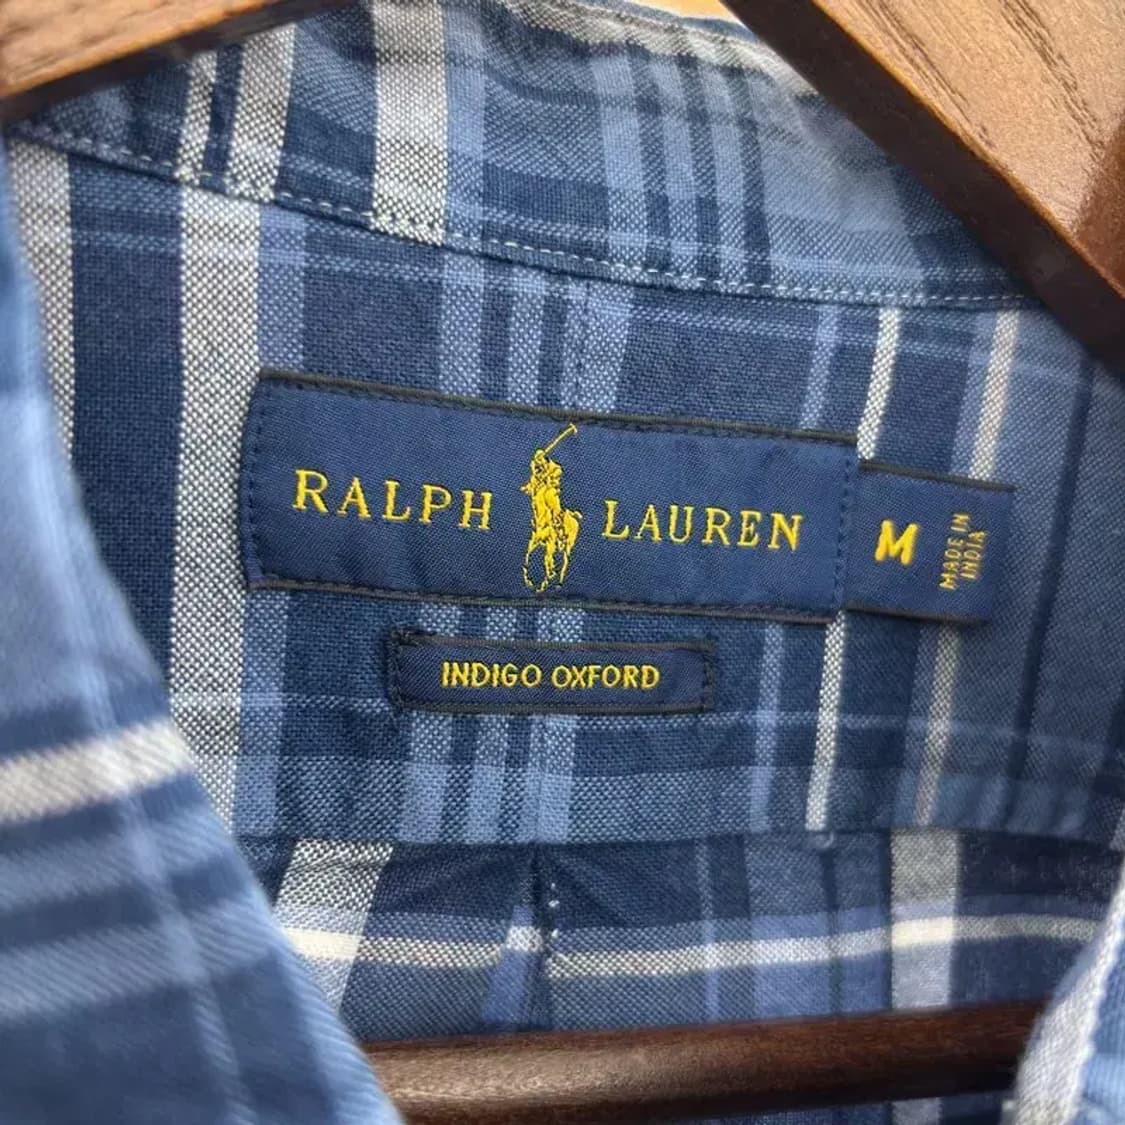 RALPH LAUREN
M
MADE IN
INDIA
INDIGO OXFORD